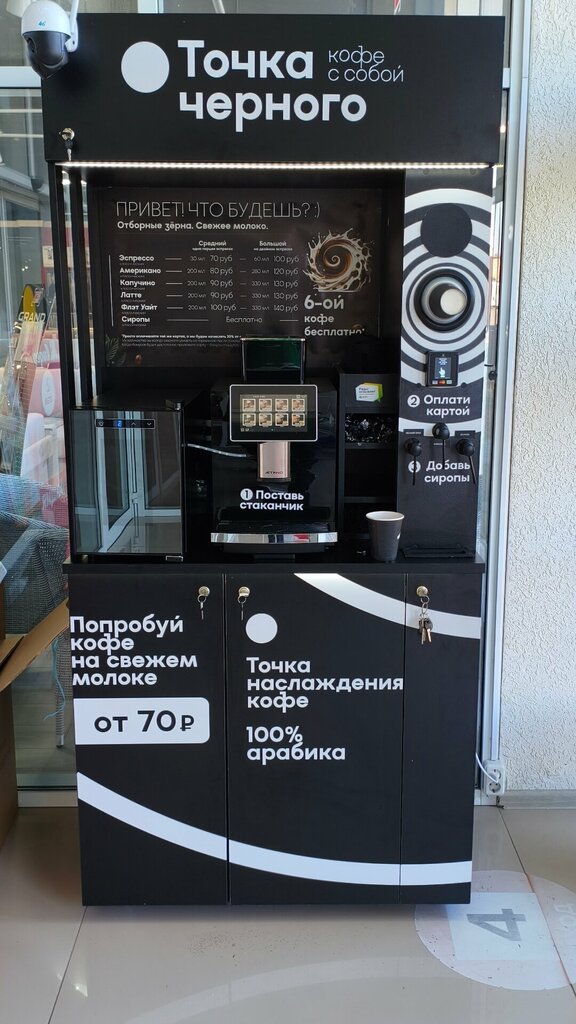 Точка
черного
кофе
с собой
ПРИВЕТ! ЧТО БУДЕШЬ? :)
Отборные зёрна. Свежее молоко.
Средний Большой
Эспрессо 30 мл 70 руб 60 мл 100 руб
Американо 200 мл 80 руб 280 мл 120 руб
Капучино 200 мл 90 руб 330 мл 130 руб
Латте 200 мл 90 руб 330 мл 130 руб
Флэт Уайт 200 мл 100 руб 330 мл 140 руб
Сиропы Бесплатно
6-ой
кофе
бесплатно*
2 Оплати
картой
3 Добавь
сиропы
1 Поставь
стаканчик
Попробуй
кофе
на свежем
молоке
от 70 ₽
Точка
наслаждения
кофе
100%
арабика
4